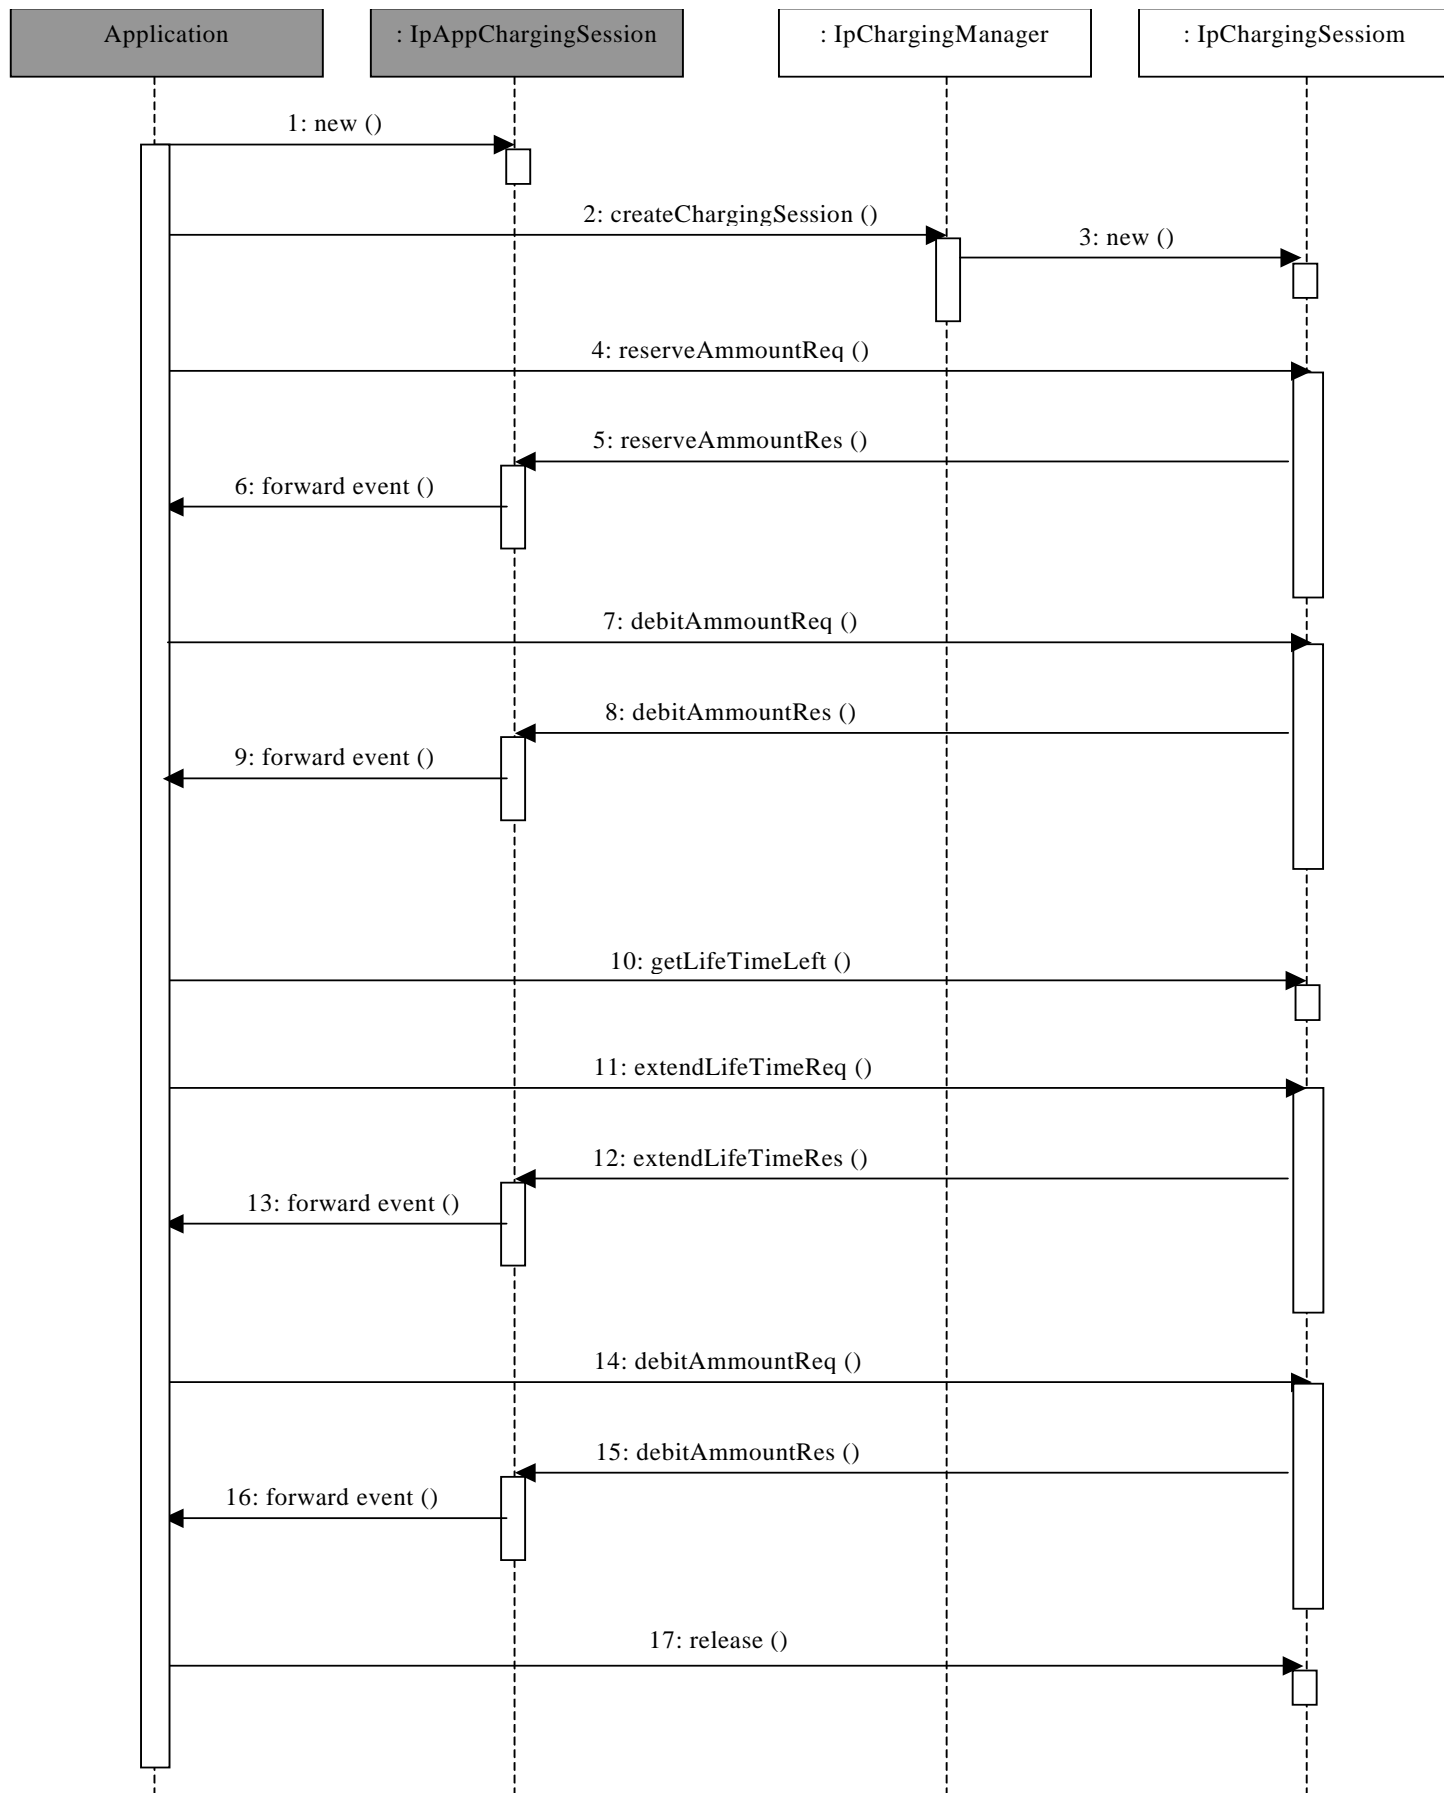 Application
: IpAppChargingSession
: IpChargingManager
: IpChargingSessiom
1: new ()
2: createChargingSession ()
3: new ()
4: reserveAmmountReq ()
5: reserveAmmountRes ()
6: forward event ()
7: debitAmmountReq ()
8: debitAmmountRes ()
9: forward event ()
10: getLifeTimeLeft ()
11: extendLifeTimeReq ()
12: extendLifeTimeRes ()
13: forward event ()
14: debitAmmountReq ()
15: debitAmmountRes ()
16: forward event ()
17: release ()